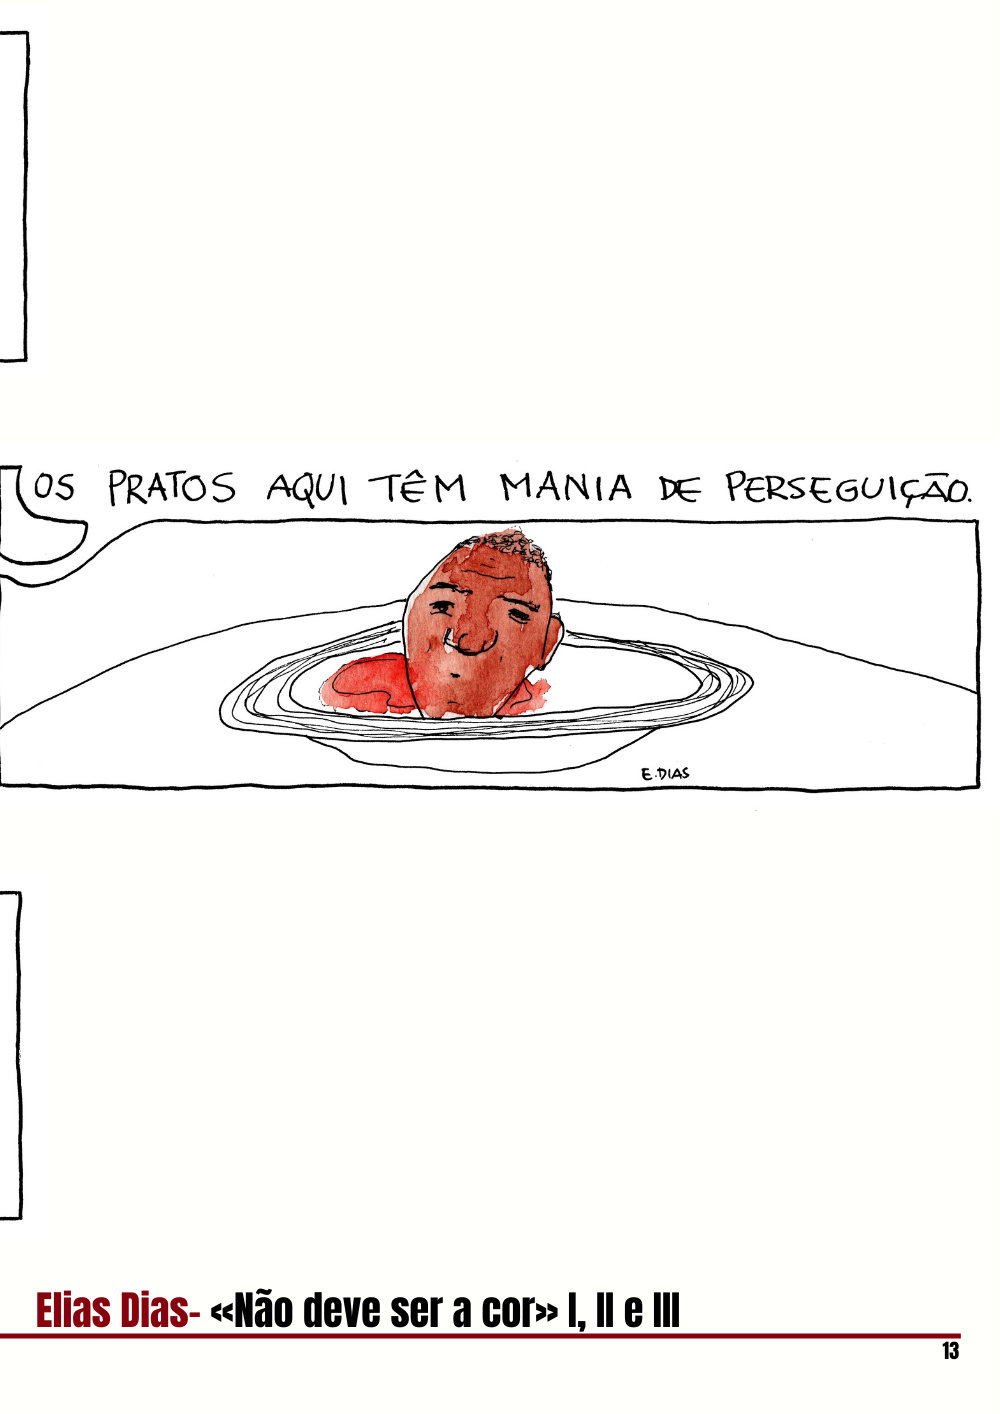 OS PRATOS AQUI TÊM MANIA DE PERSEGUIÇÃO.
E.DIAS
Elias Dias- «Não deve ser a cor» I, II e III
13